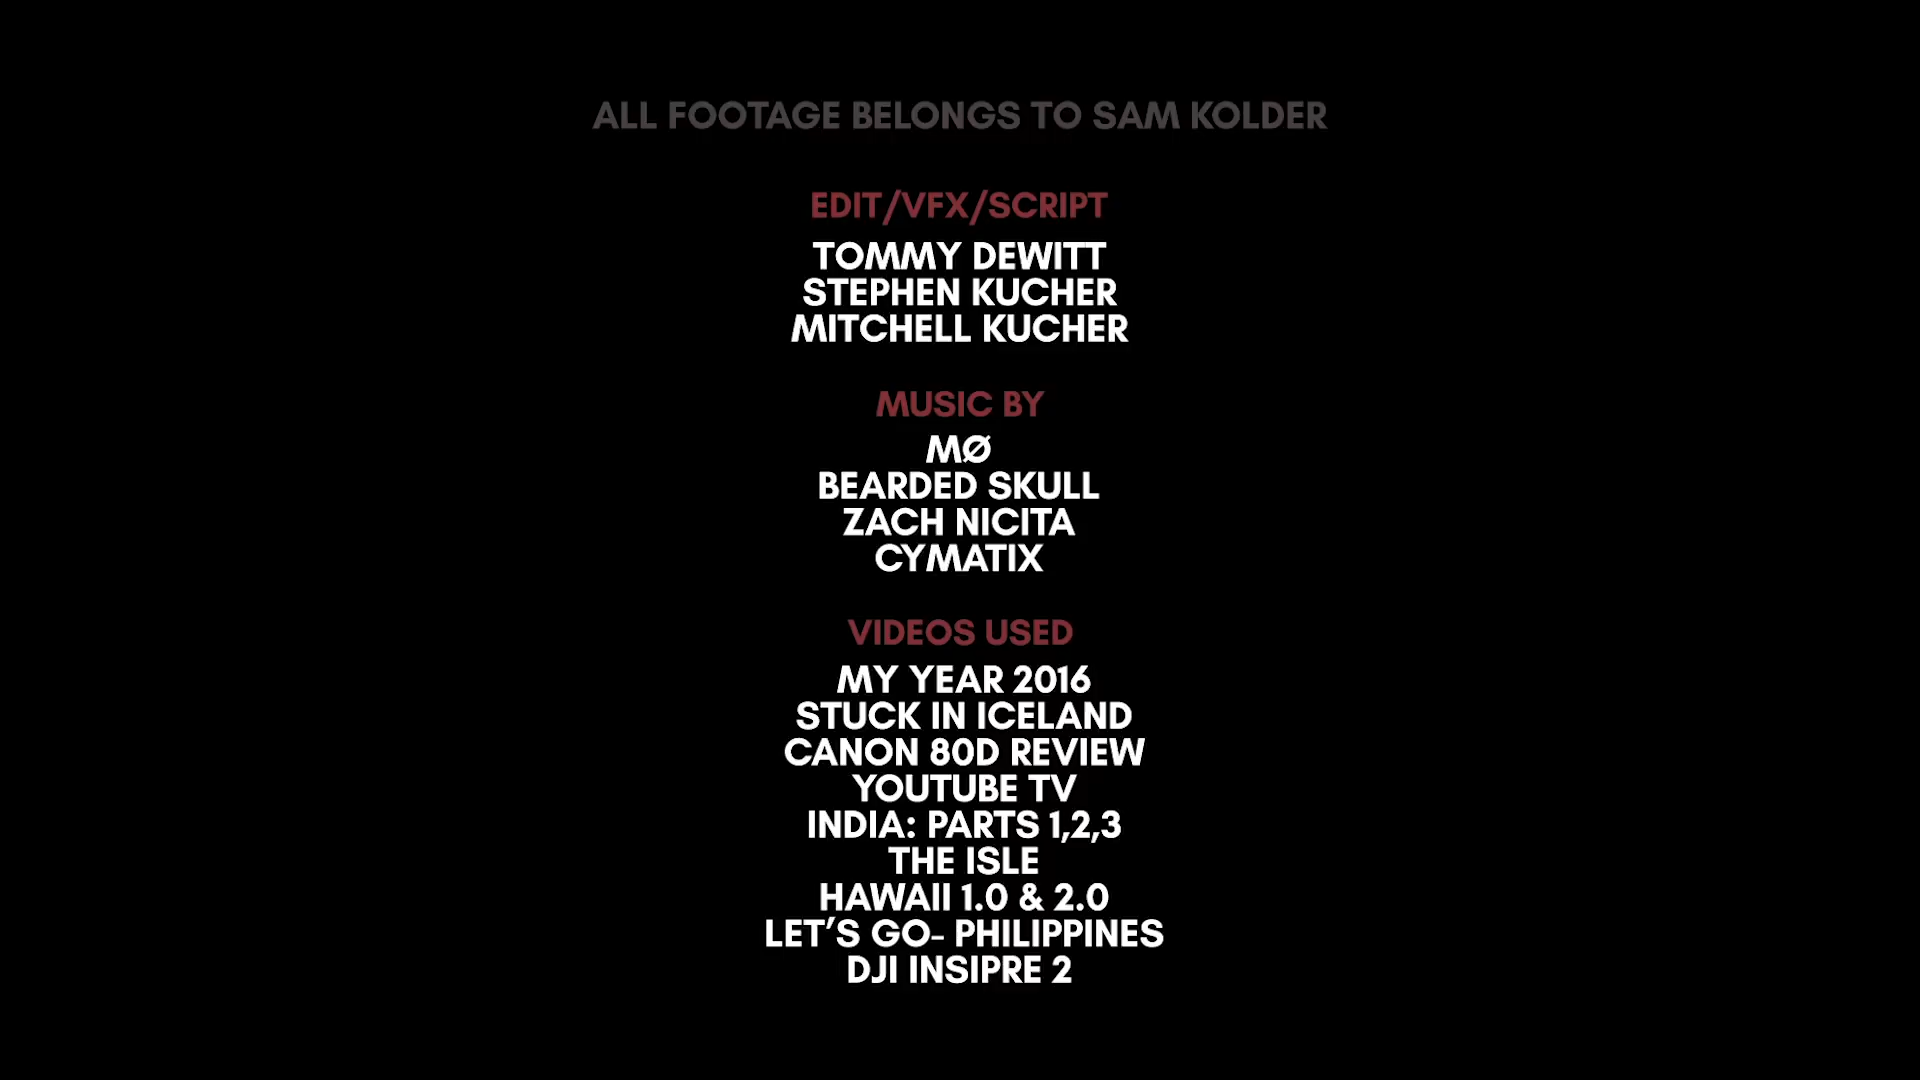 ALL FOOTAGE BELONGS TO SAM KOLDER
EDIT/VFX/SCRIPT
TOMMY DEWITT
STEPHEN KUCHER
MITCHELL KUCHER
MUSIC BY
MØ
BEARDED SKULL
ZACH NICITA
CYMATIX
VIDEOS USED
MY YEAR 2016
STUCK IN ICELAND
CANON 80D REVIEW
YOUTUBE TV
INDIA: PARTS 1,2,3
THE ISLE
HAWAII 1.0 & 2.0
LET'S GO- PHILIPPINES
DJI INSIPRE 2